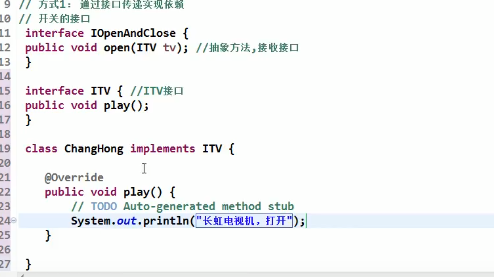 9 // 方式1: 通过接口传递实现依赖
10 // 开关的接口
11 interface IOpenAndClose {
12 public void open(ITV tv); //抽象方法,接收接口
13 }
14
15 interface ITV { //ITV接口
16 public void play();
17 }
18
19 class ChangHong implements ITV {
20
21 @Override
22 public void play() {
23 // TODO Auto-generated method stub
24 System.out.println("长虹电视机，打开");
25 }
26
27 }